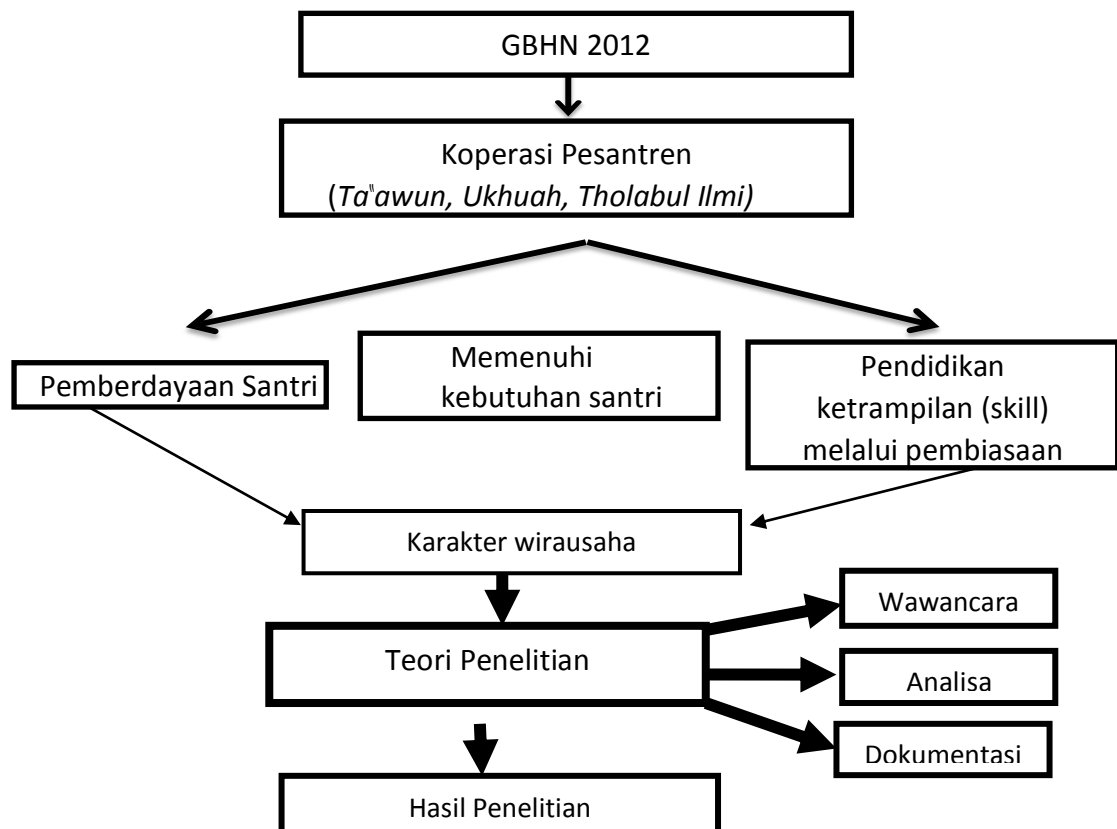 GBHN 2012
Koperasi Pesantren
(Ta‟awun, Ukhuah, Tholabul Ilmi)
Pemberdayaan Santri
Memenuhi
kebutuhan santri
Pendidikan
ketrampilan (skill)
melalui pembiasaan
Karakter wirausaha
Wawancara
Teori Penelitian
Analisa
Dokumentasi
Hasil Penelitian